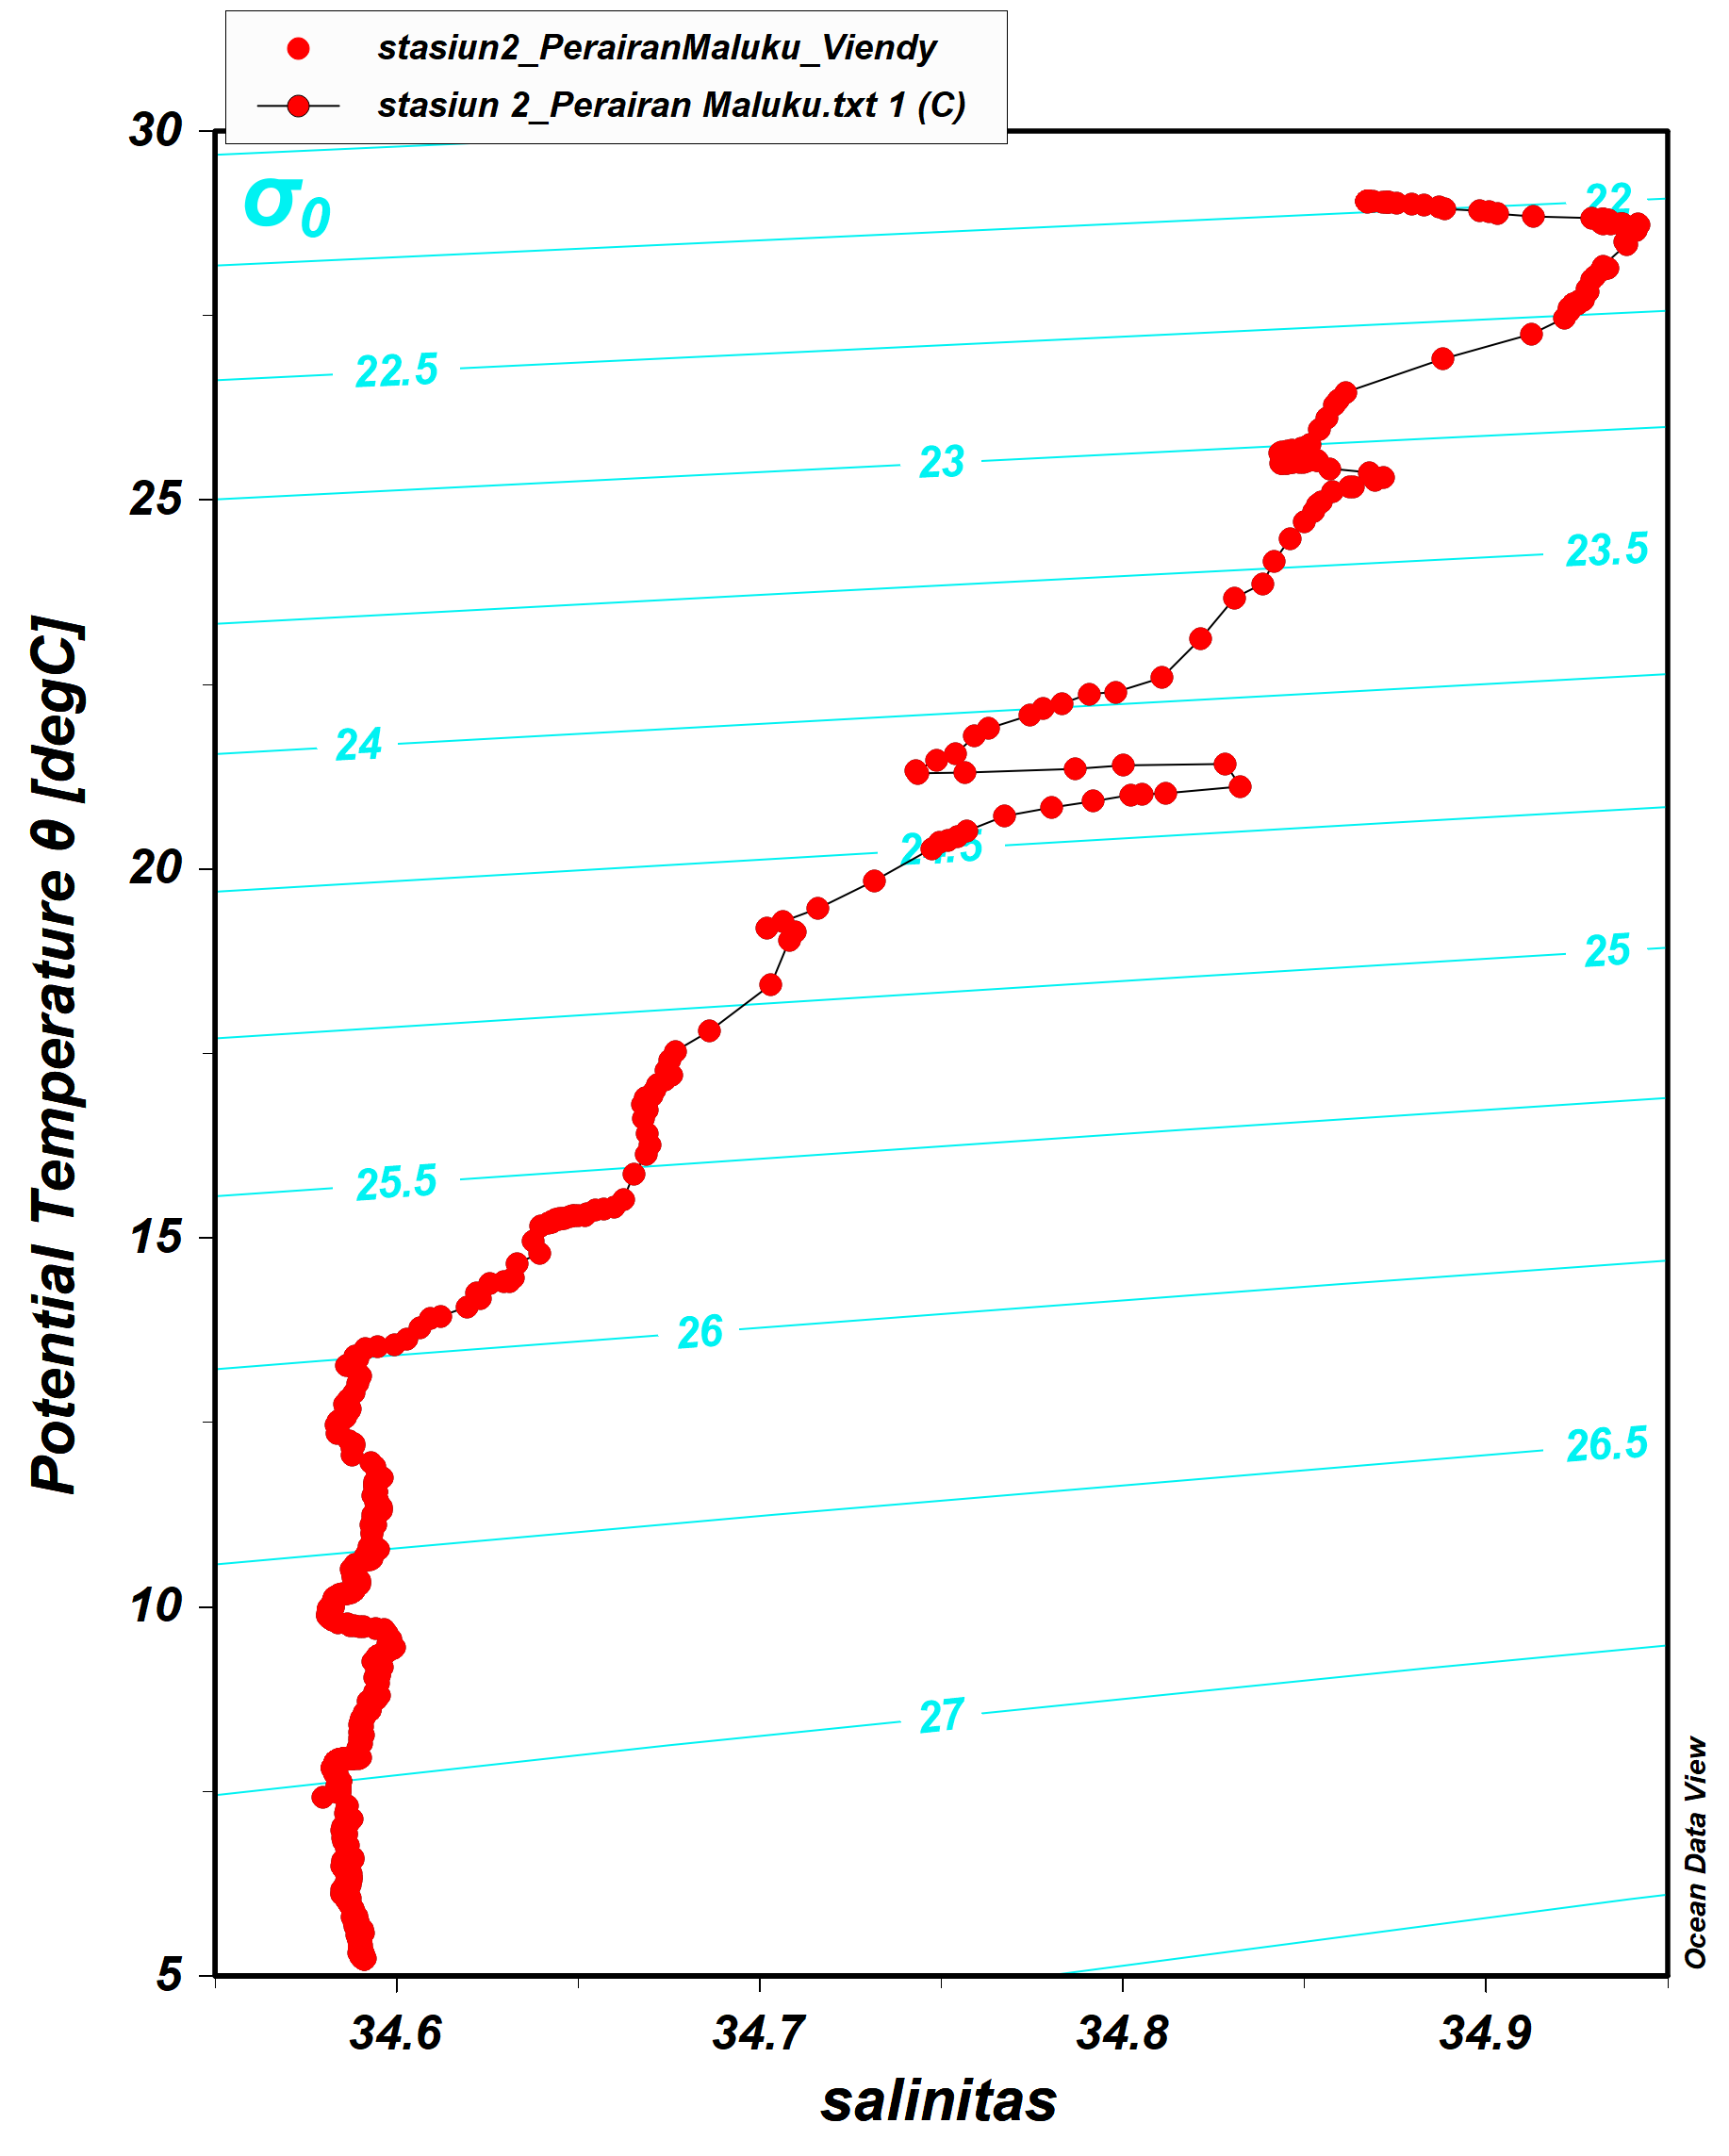 stasiun2_PerairanMaluku_Viendy
stasiun 2_Perairan Maluku.txt 1 (C)
30
σ0
22
22.5
23
25
23.5
24
24.5
20
25
25.5
15
26
26.5
10
27
5
34.6 34.7 34.8 34.9
salinitas
Potential Temperature θ [degC]
Ocean Data View